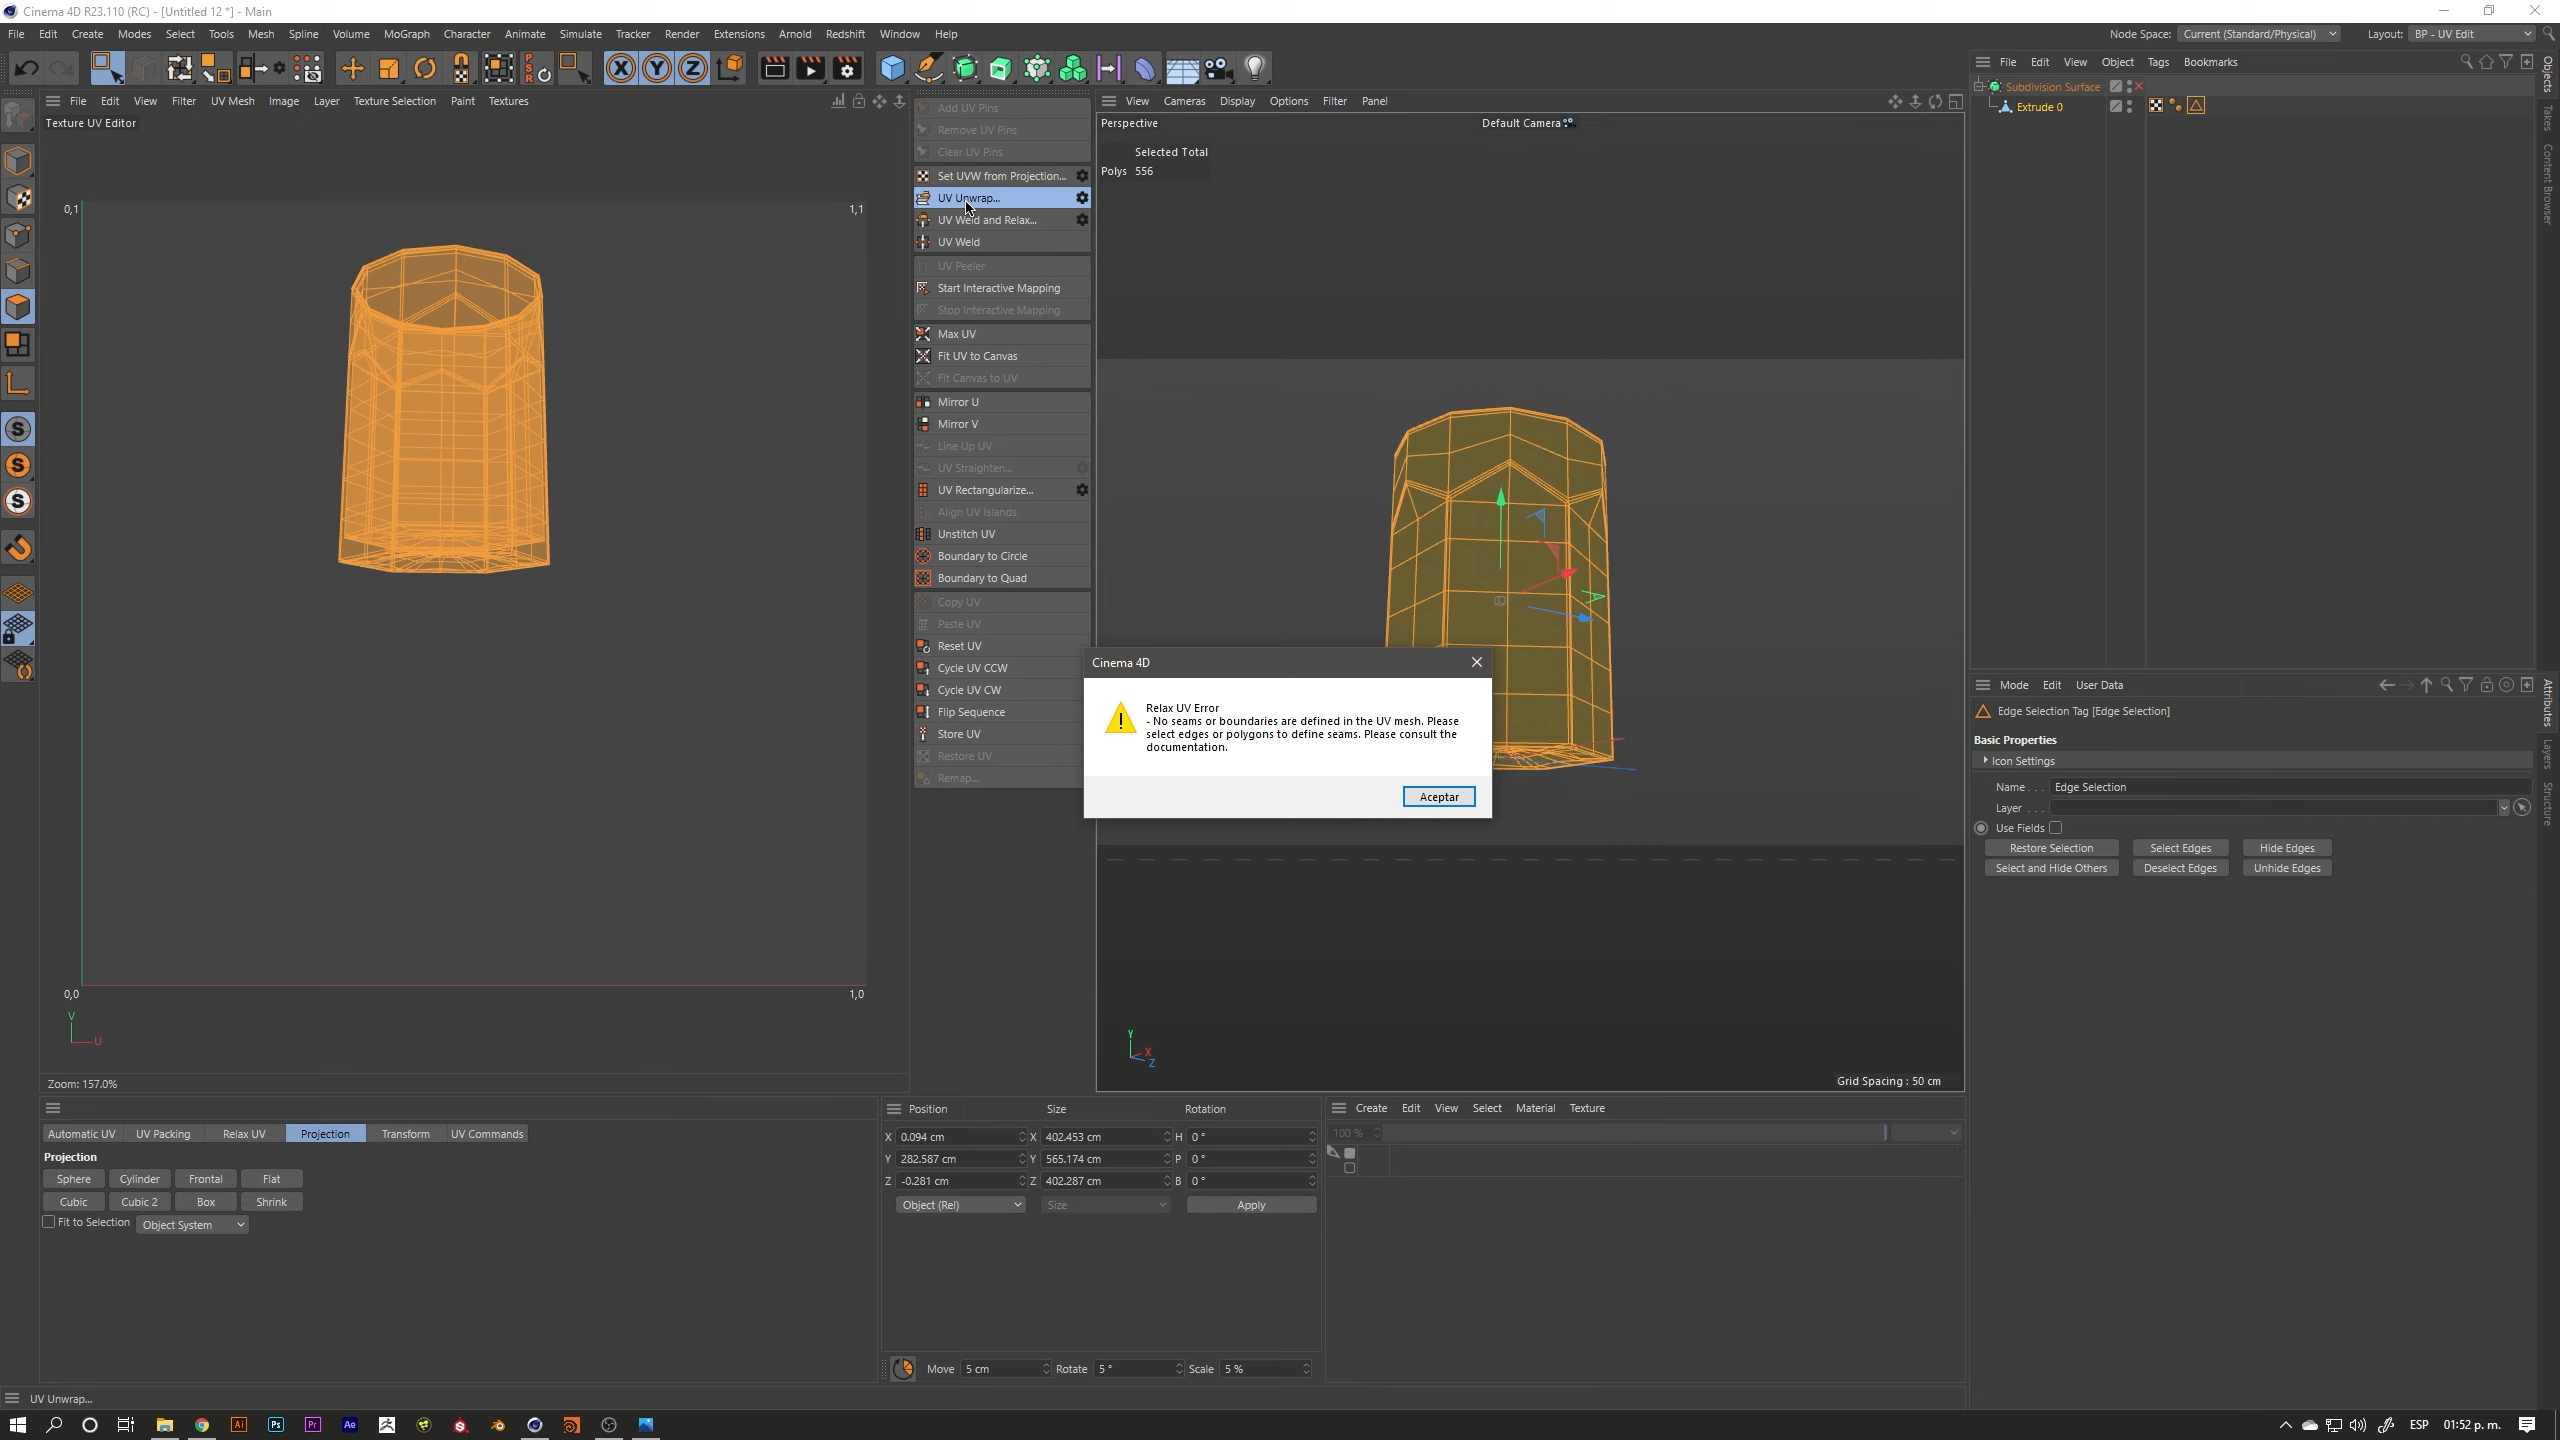 Cinema 4D R23.110 (RC) - [Untitled 12 *] - Main
File Edit Create Modes Select Tools Mesh Spline Volume MoGraph Character Animate Simulate Tracker Render Extensions Arnold Redshift Window Help
Node Space: Current (Standard/Physical) Layout: BP - UV Edit
PSR
X Y Z
File Edit View Filter UV Mesh Image Layer Texture Selection Paint Textures
Texture UV Editor
0,1
1,1
0,0
1,0
V
U
Zoom: 157.0%
S
S
S
Add UV Pins
Remove UV Pins
Clear UV Pins
Set UVW from Projection...
UV Unwrap...
UV Weld and Relax...
UV Weld
UV Peeler
Start Interactive Mapping
Stop Interactive Mapping
Max UV
Fit UV to Canvas
Fit Canvas to UV
Mirror U
Mirror V
Line Up UV
UV Straighten...
UV Rectangularize...
Align UV Islands
Unstitch UV
Boundary to Circle
Boundary to Quad
Copy UV
Paste UV
Reset UV
Cycle UV CCW
Cycle UV CW
Flip Sequence
Store UV
Restore UV
Remap...
View Cameras Display Options Filter Panel
Perspective
Default Camera
Selected Total
Polys 556
Y
X
Z
Grid Spacing : 50 cm
Cinema 4D
Relax UV Error
- No seams or boundaries are defined in the UV mesh. Please
select edges or polygons to define seams. Please consult the
documentation.
Aceptar
File Edit View Object Tags Bookmarks
Subdivision Surface
Extrude 0
Objects
Takes
Content Browser
Mode Edit User Data
Edge Selection Tag [Edge Selection]
Basic Properties
Icon Settings
Name . . . Edge Selection
Layer . . .
Use Fields
Restore Selection Select Edges Hide Edges
Select and Hide Others Deselect Edges Unhide Edges
Attributes
Layers
Structure
Automatic UV UV Packing Relax UV Projection Transform UV Commands
Projection
Sphere Cylinder Frontal Flat
Cubic Cubic 2 Box Shrink
Fit to Selection Object System
Position Size Rotation
X 0.094 cm X 402.453 cm H 0 °
Y 282.587 cm Y 565.174 cm P 0 °
Z -0.281 cm Z 402.287 cm B 0 °
Object (Rel) Size Apply
Move 5 cm Rotate 5 ° Scale 5 %
Create Edit View Select Material Texture
100 %
UV Unwrap...
Ai Ps Pr Ae
ESP 01:52 p. m.